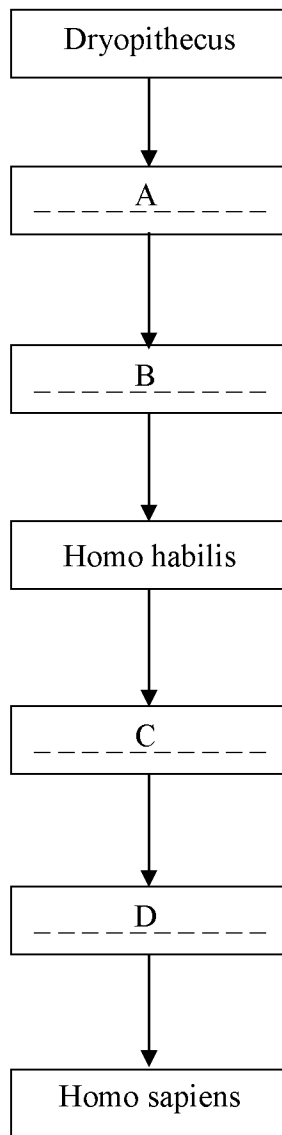 Dryopithecus
A
_ _ _ _ _ _ _ _ _ _
B
_ _ _ _ _ _ _ _ _ _
Homo habilis
C
_ _ _ _ _ _ _ _ _ _
D
_ _ _ _ _ _ _ _ _ _
Homo sapiens